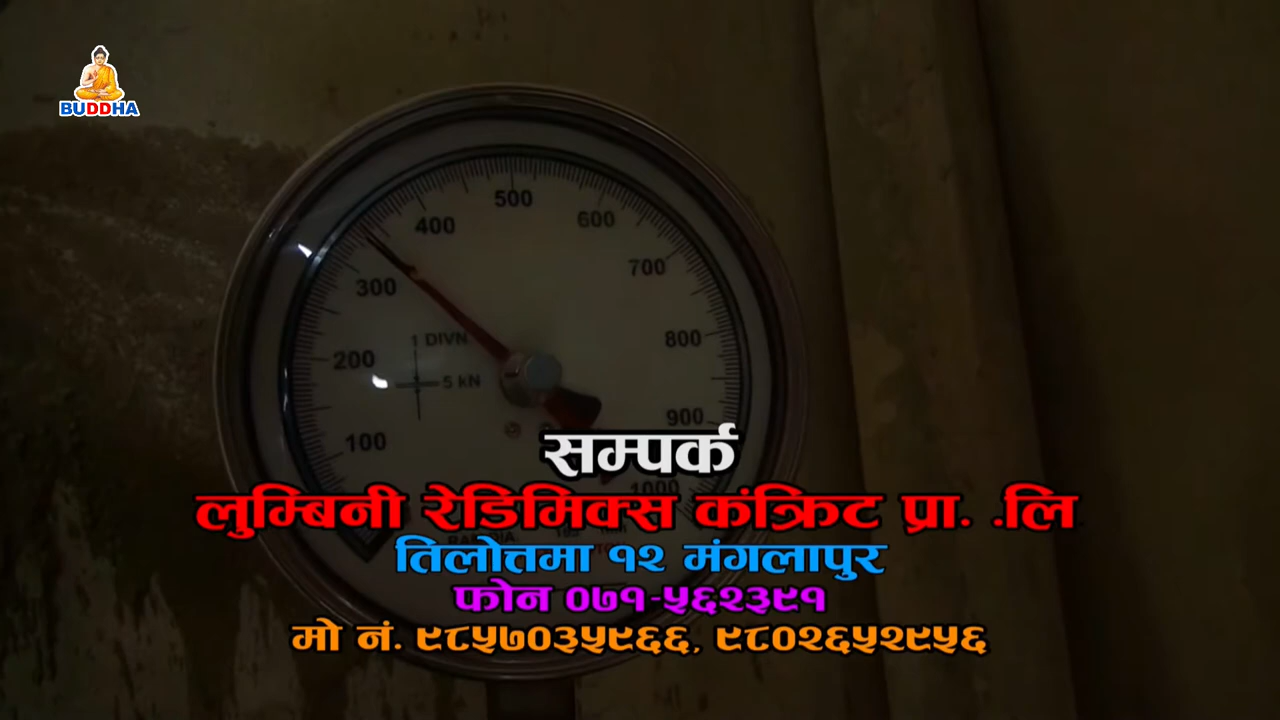 BUDDHA
500
400
600
700
300
1 DIVN
800
200
5 kN
900
100
सम्पर्क
1000
लुम्बिनी रेडिमिक्स कंक्रिट प्रा. .लि
तिलोत्तमा १२ मंगलापुर
फोन ०७१-५६२३९१
मो नं. ९८५७०३५९६६, ९८०२६५२९५६